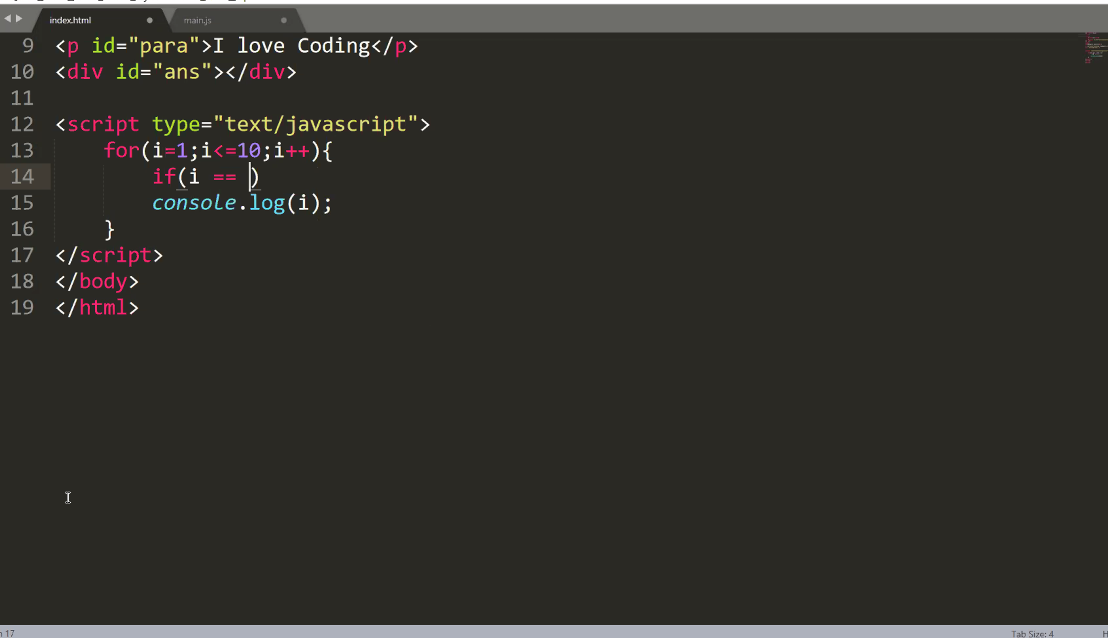 index.html
main.js
9 <p id="para">I love Coding</p>
10 <div id="ans"></div>
11
12 <script type="text/javascript">
13 for(i=1;i<=10;i++){
14 if(i == )
15 console.log(i);
16 }
17 </script>
18 </body>
19 </html>
17
Tab Size: 4